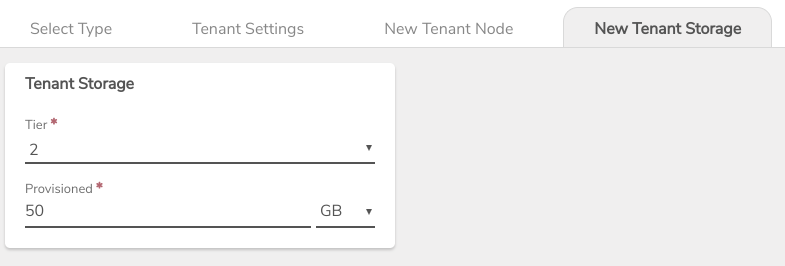 Select Type Tenant Settings New Tenant Node New Tenant Storage
Tenant Storage
Tier *
2
Provisioned *
50 GB